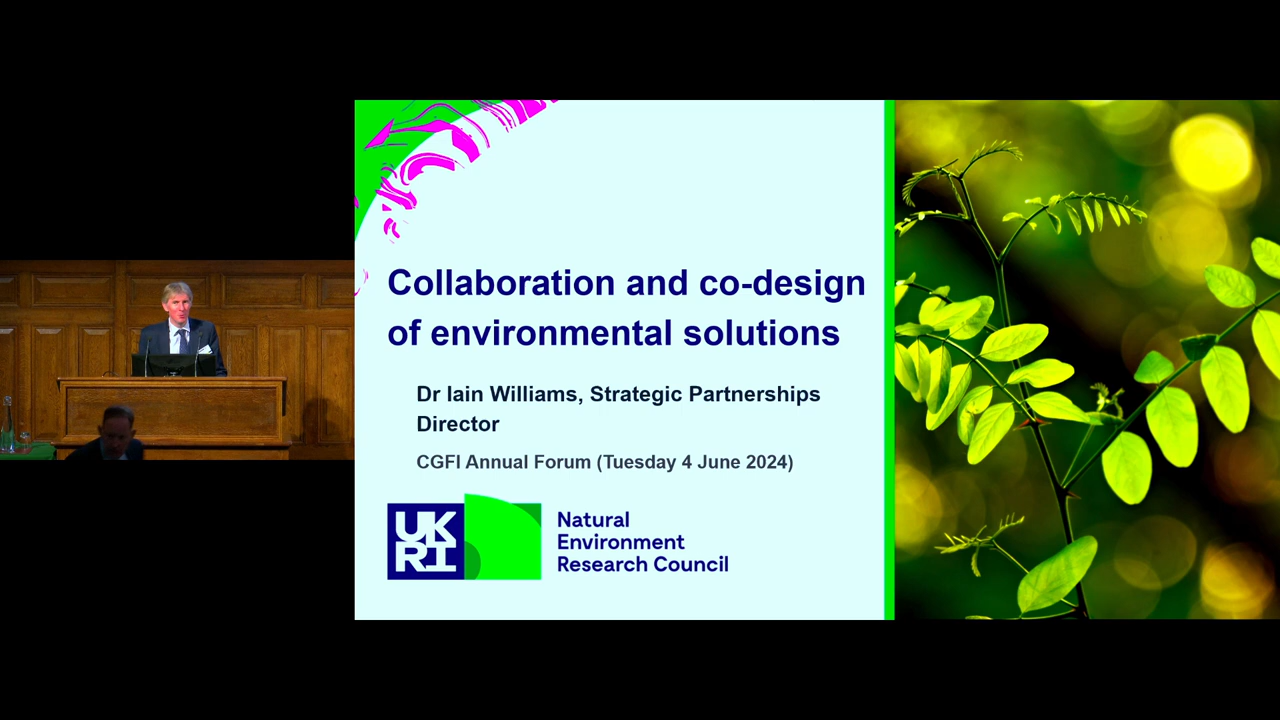 Collaboration and co-design
of environmental solutions
Dr Iain Williams, Strategic Partnerships
Director
CGFI Annual Forum (Tuesday 4 June 2024)
UK
RI
Natural
Environment
Research Council